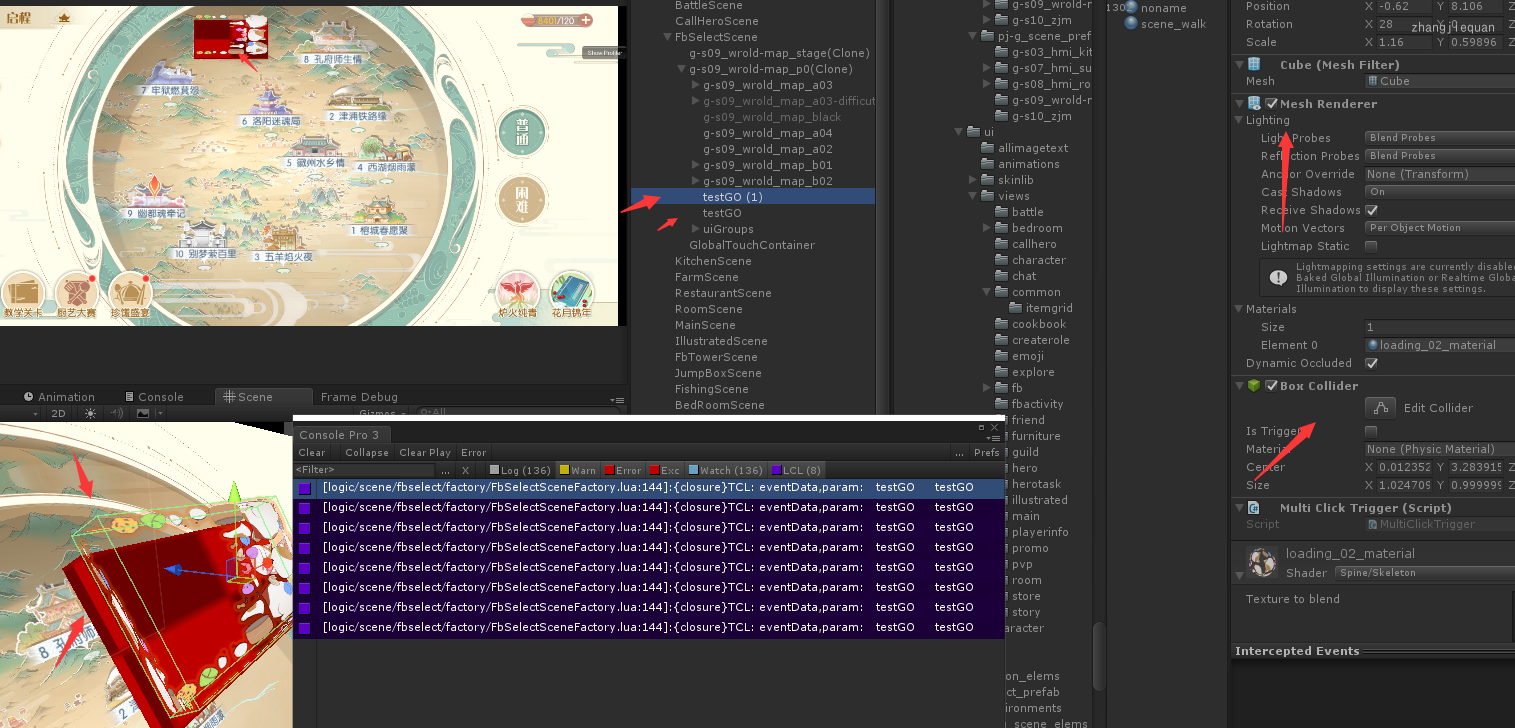 启程
840/120
Show Profiler
8 孔府师生情
7 牢狱燃箕怨
6 洛阳迷魂局
2 津浦铁路缘
5 徽州水乡情
4 西湖烟雨濛
9 幽都魂牵记
1 榕城春愿聚
10 别梦萦百里
3 五羊焰火夜
普通
困难
教学关卡
厨艺大赛
珍馐盛宴
炉火炖青
花月锦年
Animation
Console
Scene
Frame Debug
2D
Gizmos
All
BattleScene
CallHeroScene
FbSelectScene
g-s09_wrold-map_stage(Clone)
g-s09_wrold-map_p0(Clone)
g-s09_wrold_map_a03
g-s09_wrold_map_a03-difficut
g-s09_wrold_map_black
g-s09_wrold_map_a04
g-s09_wrold_map_a02
g-s09_wrold_map_b01
g-s09_wrold_map_b02
testGO (1)
testGO
uiGroups
GlobalTouchContainer
KitchenScene
FarmScene
RestaurantScene
RoomScene
MainScene
IllustratedScene
FbTowerScene
JumpBoxScene
FishingScene
BedRoomScene
g-s09_wrold-m
g-s10_zjm
pj-g_scene_pref
g-s03_hmi_kit
g-s07_hmi_su
g-s08_hmi_ro
g-s09_wrold-m
g-s10_zjm
ui
allimagetext
animations
skinlib
views
battle
bedroom
callhero
character
chat
common
itemgrid
cookbook
createrole
emoji
explore
fb
fbactivity
friend
furniture
guild
hero
herotask
illustrated
main
playerinfo
promo
pvp
room
store
story
aracter
on_elems
ct_prefab
ironments
_scene_elems
130
noname
scene_walk
Position X -0.62 Y 8.106 Z
Rotation X 28 Z
zhangjiequan
Scale X 1.16 Y 0.59896 Z
Cube (Mesh Filter)
Mesh Cube
Mesh Renderer
Lighting
Light Probes Blend Probes
Reflection Probes Blend Probes
Anchor Override None (Transform)
Cast Shadows On
Receive Shadows
Motion Vectors Per Object Motion
Lightmap Static
Lightmapping settings are currently disabled
Baked Global Illumination or Realtime Globa
Illumination to display these settings.
Materials
Size 1
Element 0 loading_02_material
Dynamic Occluded
Box Collider
Edit Collider
Is Trigger
Material None (Physic Material)
Center X 0.012352 Y 3.283915 Z
Size X 1.024709 Y 0.999999 Z
Multi Click Trigger (Script)
Script MultiClickTrigger
loading_02_material
Shader Spine/Skeleton
Texture to blend
Intercepted Events
Console Pro 3
Clear Collapse Clear Play Error ... Prefs
<Filter> ... X Log (136) Warn Error Exc Watch (136) LCL (8)
[logic/scene/fbselect/factory/FbSelectSceneFactory.lua:144]:{closure}TCL: eventData,param: testGO testGO
[logic/scene/fbselect/factory/FbSelectSceneFactory.lua:144]:{closure}TCL: eventData,param: testGO testGO
[logic/scene/fbselect/factory/FbSelectSceneFactory.lua:144]:{closure}TCL: eventData,param: testGO testGO
[logic/scene/fbselect/factory/FbSelectSceneFactory.lua:144]:{closure}TCL: eventData,param: testGO testGO
[logic/scene/fbselect/factory/FbSelectSceneFactory.lua:144]:{closure}TCL: eventData,param: testGO testGO
[logic/scene/fbselect/factory/FbSelectSceneFactory.lua:144]:{closure}TCL: eventData,param: testGO testGO
[logic/scene/fbselect/factory/FbSelectSceneFactory.lua:144]:{closure}TCL: eventData,param: testGO testGO
[logic/scene/fbselect/factory/FbSelectSceneFactory.lua:144]:{closure}TCL: eventData,param: testGO testGO